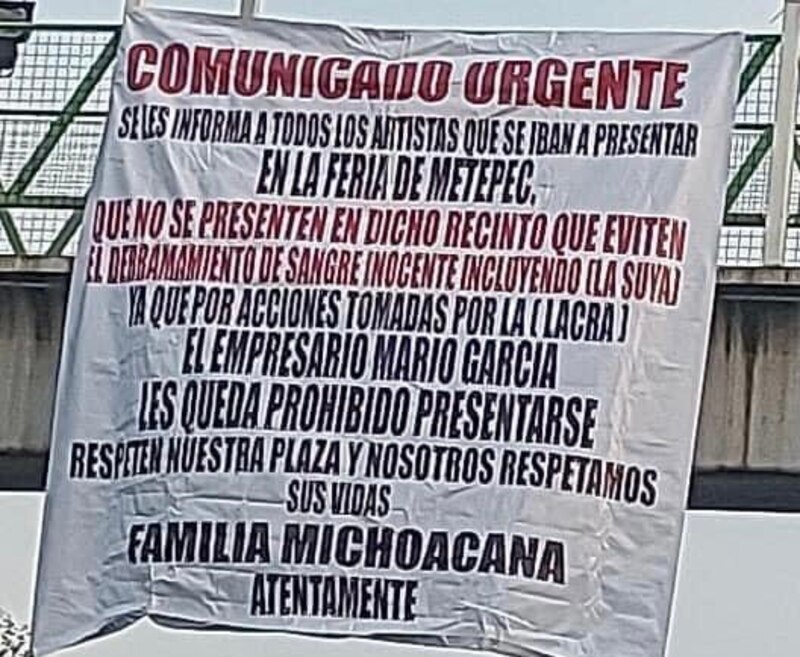 COMUNICADO URGENTE
SE LES INFORMA A TODOS LOS ARTISTAS QUE SE IBAN A PRESENTAR
EN LA FERIA DE METEPEC,
QUE NO SE PRESENTEN EN DICHO RECINTO QUE EVITEN
EL DERRAMAMIENTO DE SANGRE INOCENTE INCLUYENDO (LA SUYA)
YA QUE POR ACCIONES TOMADAS POR LA ( LACRA )
EL EMPRESARIO MARIO GARCIA
LES QUEDA PROHIBIDO PRESENTARSE
RESPETEN NUESTRA PLAZA Y NOSOTROS RESPETAMOS
SUS VIDAS
FAMILIA MICHOACANA
ATENTAMENTE